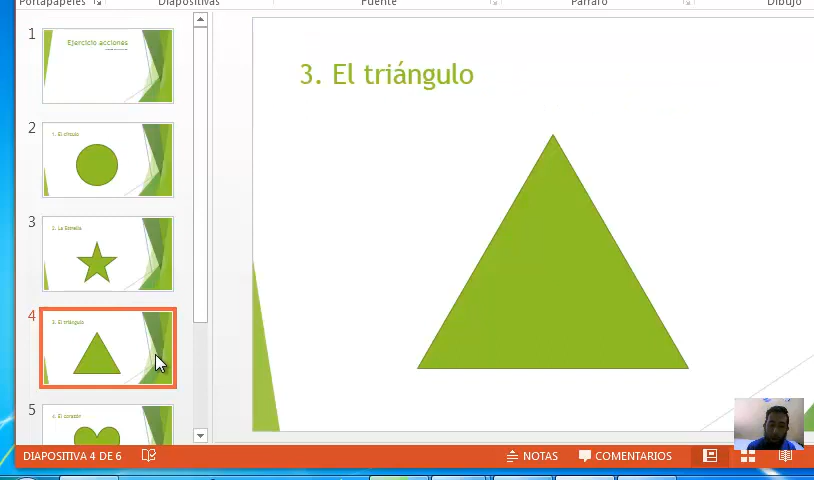 Portapapeles
Diapositivas
Fuente
Párrafo
Dibujo
1
Ejercicio acciones
2
1. El círculo
3
2. La Estrella
4
3. El triángulo
5
4. El corazón
3. El triángulo
DIAPOSITIVA 4 DE 6
NOTAS
COMENTARIOS